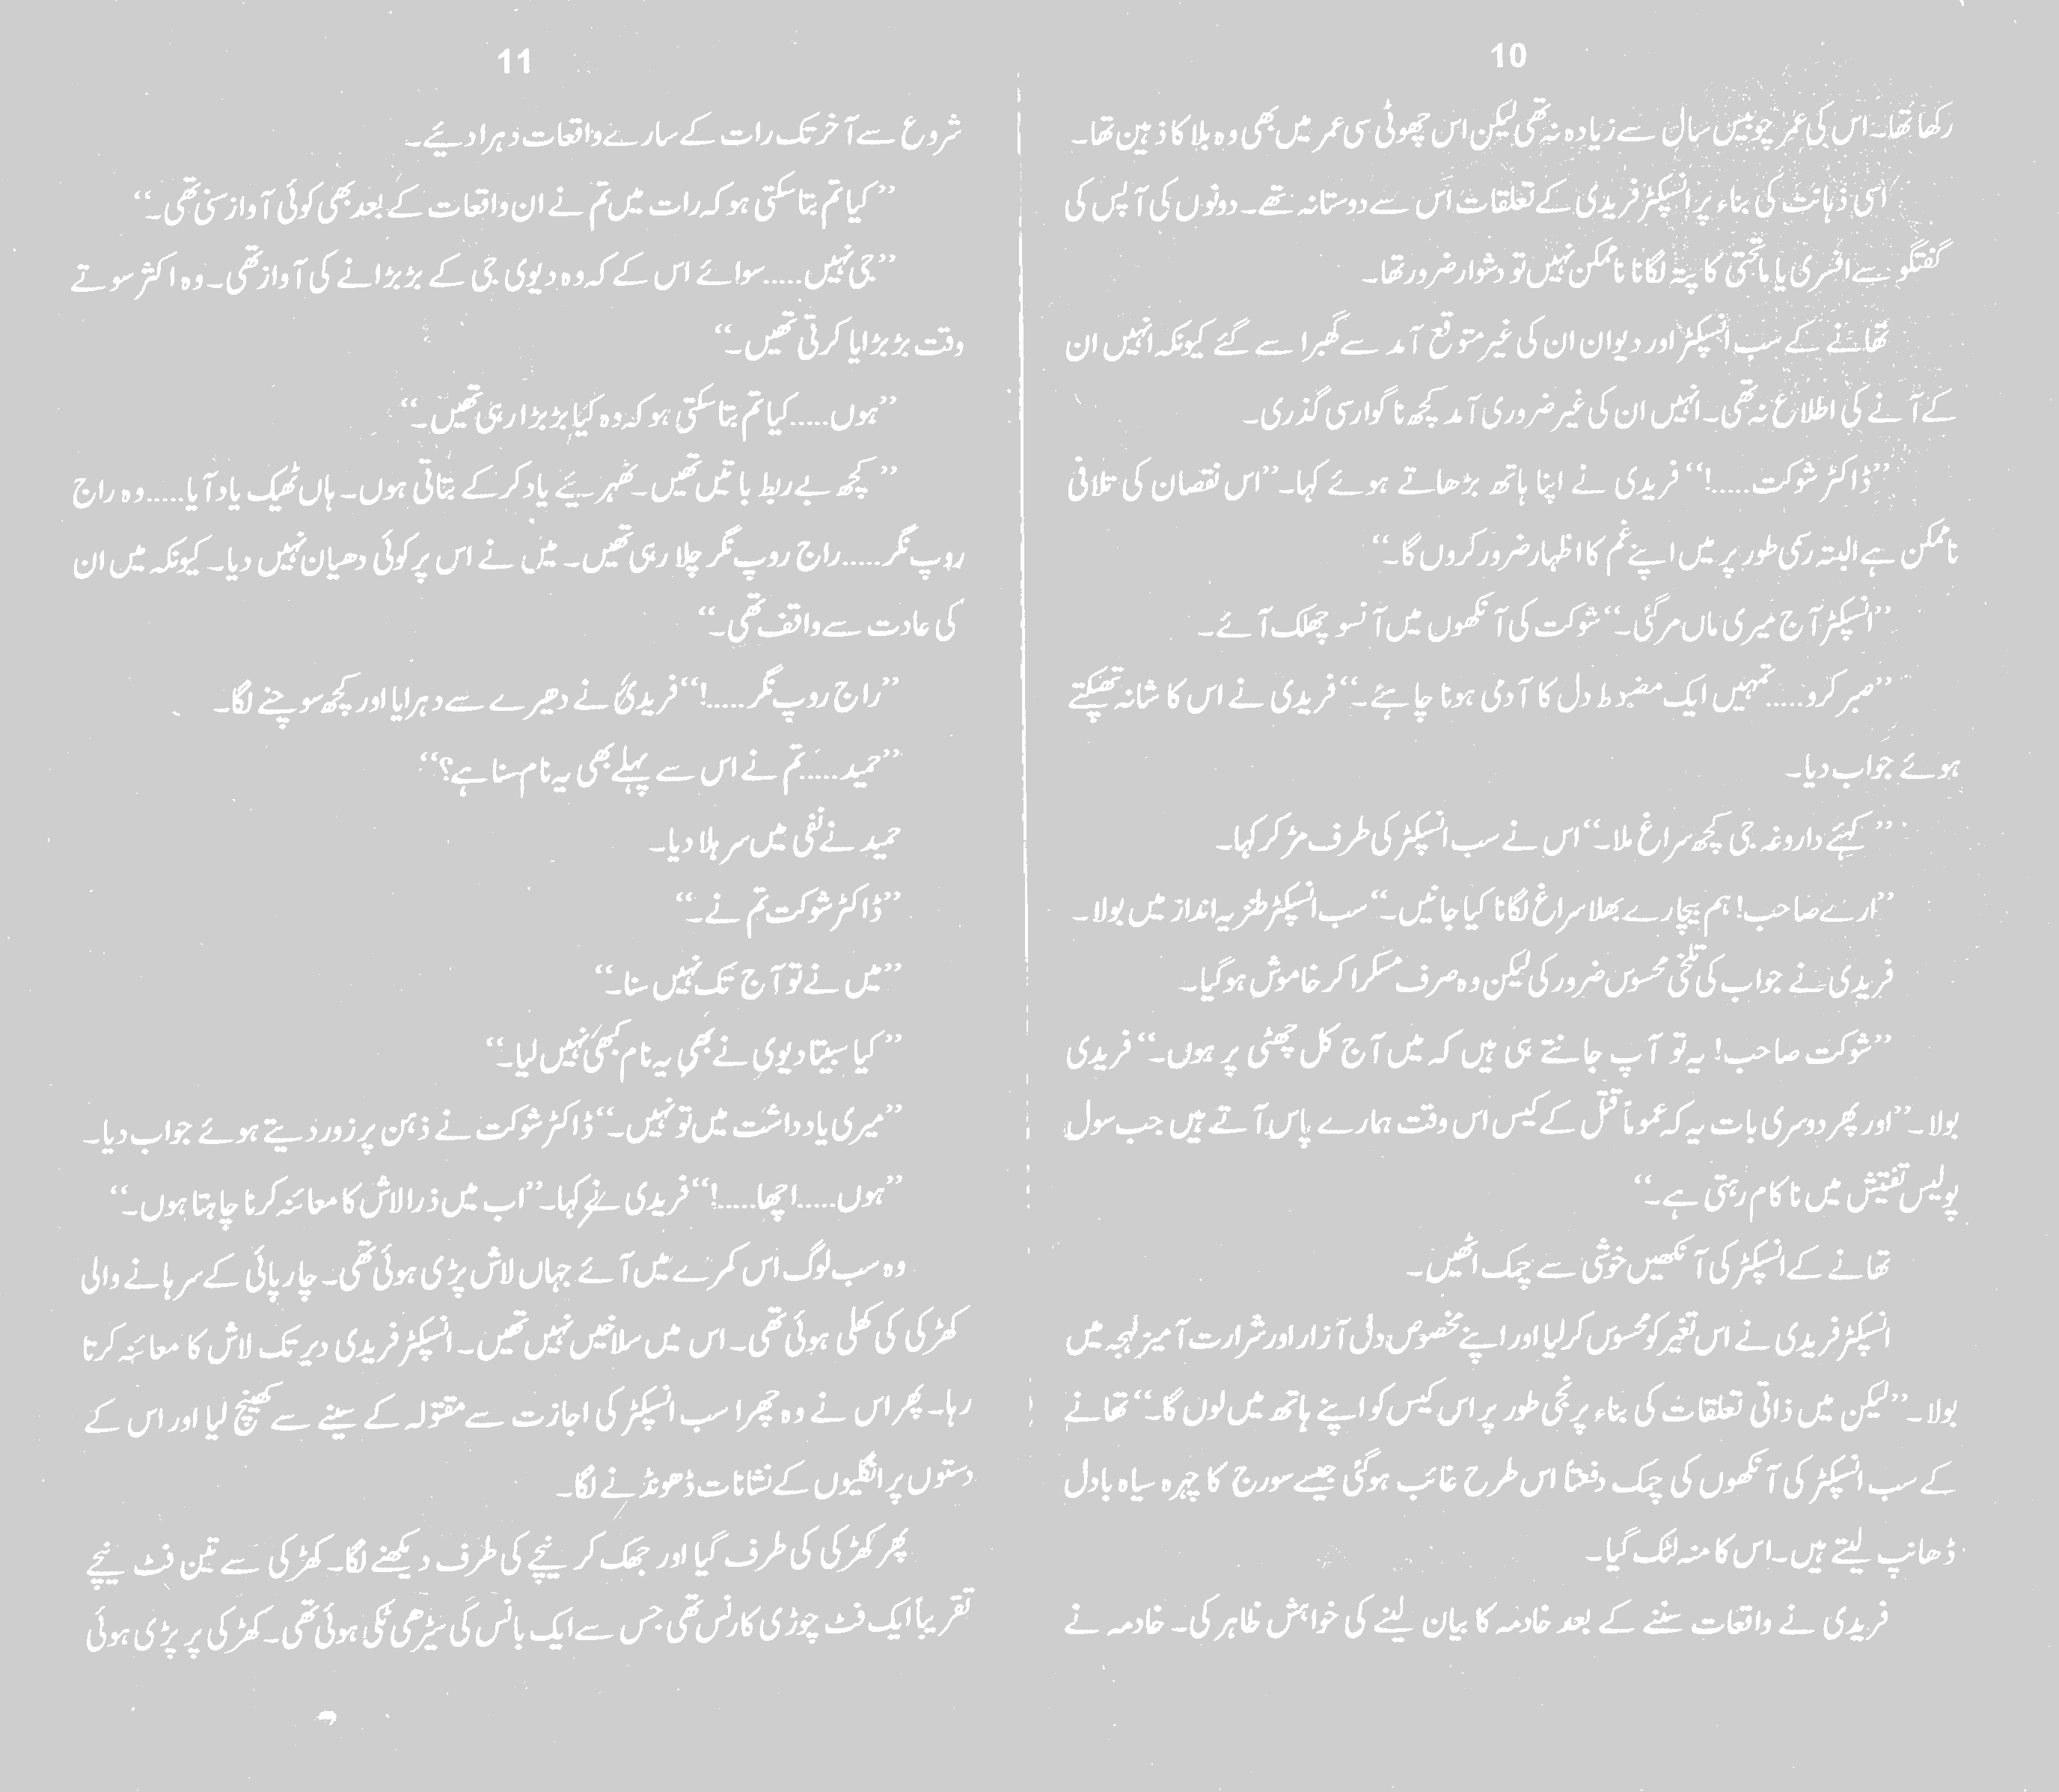 10
رکھا تھا۔ اس کی عمر چوبیس سال سے زیادہ نہ تھی لیکن اس چھوٹی سی عمر میں بھی وہ بلا کا ذہین تھا۔
اسی ذہانت کی بناء پر انسپکٹر فریدی کے تعلقات اس سے دوستانہ تھے۔ دونوں کی آپس کی
گفتگو سے افسری یا ماتحتی کا پتہ لگانا ناممکن نہیں تو دشوار ضرور تھا۔
تھانے کے سب انسپکٹر اور دیوان ان کی غیر متوقع آمد سے گھبرا سے گئے کیونکہ انہیں ان
کے آنے کی اطلاع نہ تھی۔ انہیں ان کی غیر ضروری آمد کچھ ناگوار سی گذری۔
”ڈاکٹر شوکت.....!“ فریدی نے اپنا ہاتھ بڑھاتے ہوئے کہا۔ ”اس نقصان کی تلافی
ناممکن ہے البتہ رسمی طور پر میں اپنے غم کا اظہار ضرور کروں گا۔“
”انسپکٹر آج میری ماں مر گئی۔“ شوکت کی آنکھوں میں آنسو چھلک آئے۔
”صبر کرو..... تمہیں ایک مضبوط دل کا آدمی ہونا چاہئے۔“ فریدی نے اس کا شانہ تھپکتے
ہوئے جواب دیا۔
”کہئے داروغہ جی کچھ سراغ ملا۔“ اس نے سب انسپکٹر کی طرف مڑ کر کہا۔
”ارے صاحب! ہم بیچارے بھلا سراغ لگانا کیا جانیں۔“ سب انسپکٹر طنزیہ انداز میں بولا۔
فریدی نے جواب کی تلخی محسوس ضرور کی لیکن وہ صرف مسکرا کر خاموش ہو گیا۔
”شوکت صاحب! یہ تو آپ جانتے ہی ہیں کہ میں آج کل چھٹی پر ہوں۔“ فریدی
بولا۔ ”اور پھر دوسری بات یہ کہ عموماً قتل کے کیس اس وقت ہمارے پاس آتے ہیں جب سول
پولیس تفتیش میں ناکام رہتی ہے۔“
تھانے کے انسپکٹر کی آنکھیں خوشی سے چمک اٹھیں۔
انسپکٹر فریدی نے اس تغیر کو محسوس کر لیا اور اپنے مخصوص دل آزار اور شرارت آمیز لہجہ میں
بولا۔ ”لیکن میں ذاتی تعلقات کی بناء پر نجی طور پر اس کیس کو اپنے ہاتھ میں لوں گا۔“ تھانے
کے سب انسپکٹر کی آنکھوں کی چمک دفعتاً اس طرح غائب ہو گئی جیسے سورج کا چہرہ سیاہ بادل
ڈھانپ لیتے ہیں۔ اس کا منہ لٹک گیا۔
فریدی نے واقعات سننے کے بعد خادمہ کا بیان لینے کی خواہش ظاہر کی۔ خادمہ نے
11
شروع سے آخر تک رات کے سارے واقعات دہرا دیئے۔
”کیا تم بتا سکتی ہو کہ رات میں تم نے ان واقعات کے بعد بھی کوئی آواز سنی تھی۔“
”جی نہیں..... سوائے اس کے کہ وہ دیوی جی کے بڑبڑانے کی آواز تھی۔ وہ اکثر سوتے
وقت بڑبڑایا کرتی تھیں۔“
”ہوں..... کیا تم بتا سکتی ہو کہ وہ کیا بڑبڑا رہی تھیں۔“
”کچھ بے ربط باتیں تھیں۔ ٹھہریئے یاد کر کے بتاتی ہوں۔ ہاں ٹھیک یاد آیا..... وہ راج
روپ نگر..... راج روپ نگر چلا رہی تھیں۔ میں نے اس پر کوئی دھیان نہیں دیا۔ کیونکہ میں ان
کی عادت سے واقف تھی۔“
”راج روپ نگر.....!“ فریدی نے دھیرے سے دہرایا اور کچھ سوچنے لگا۔
”حمید..... تم نے اس سے پہلے بھی یہ نام سنا ہے؟“
حمید نے نفی میں سر ہلا دیا۔
”ڈاکٹر شوکت تم نے۔“
”میں نے تو آج تک نہیں سنا۔“
”کیا سیتا دیوی نے بھی یہ نام کبھی نہیں لیا۔“
”میری یادداشت میں تو نہیں۔“ ڈاکٹر شوکت نے ذہن پر زور دیتے ہوئے جواب دیا۔
”ہوں..... اچھا.....!“ فریدی نے کہا۔ ”اب میں ذرا لاش کا معائنہ کرنا چاہتا ہوں۔“
وہ سب لوگ اس کمرے میں آئے جہاں لاش پڑی ہوئی تھی۔ چارپائی کے سرہانے والی
کھڑکی کی کھلی ہوئی تھی۔ اس میں سلاخیں نہیں تھیں۔ انسپکٹر فریدی دیر تک لاش کا معائنہ کرتا
رہا۔ پھر اس نے وہ چھرا سب انسپکٹر کی اجازت سے مقتولہ کے سینے سے کھینچ لیا اور اس کے
دستوں پر انگلیوں کے نشانات ڈھونڈنے لگا۔
پھر کھڑکی کی طرف گیا اور جھک کر نیچے کی طرف دیکھنے لگا۔ کھڑکی سے تین فٹ نیچے
تقریباً ایک فٹ چوڑی کارنس تھی جس سے ایک بانس کی سیڑھی ٹکی ہوئی تھی۔ کھڑکی پر پڑی ہوئی